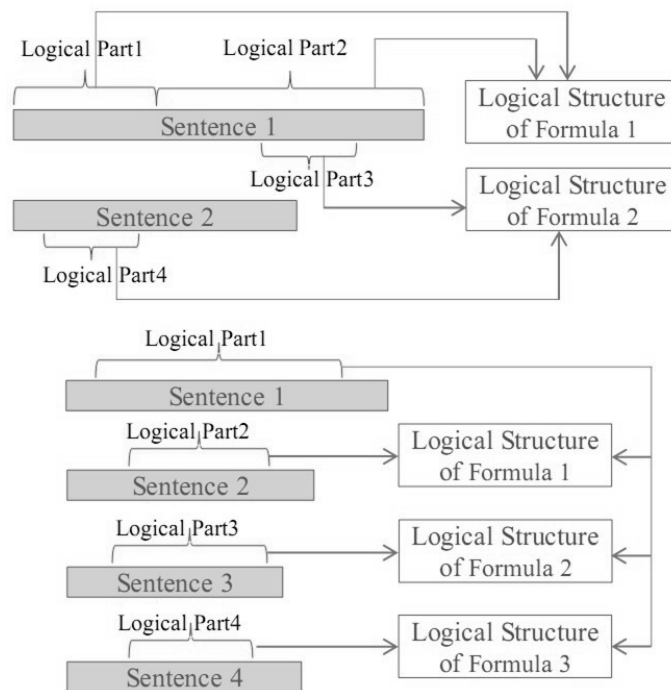 Logical Part1
Logical Part2
Sentence 1
Logical Structure
of Formula 1
Logical Part3
Sentence 2
Logical Structure
of Formula 2
Logical Part4
Logical Part1
Sentence 1
Logical Part2
Sentence 2
Logical Structure
of Formula 1
Logical Part3
Sentence 3
Logical Structure
of Formula 2
Logical Part4
Sentence 4
Logical Structure
of Formula 3